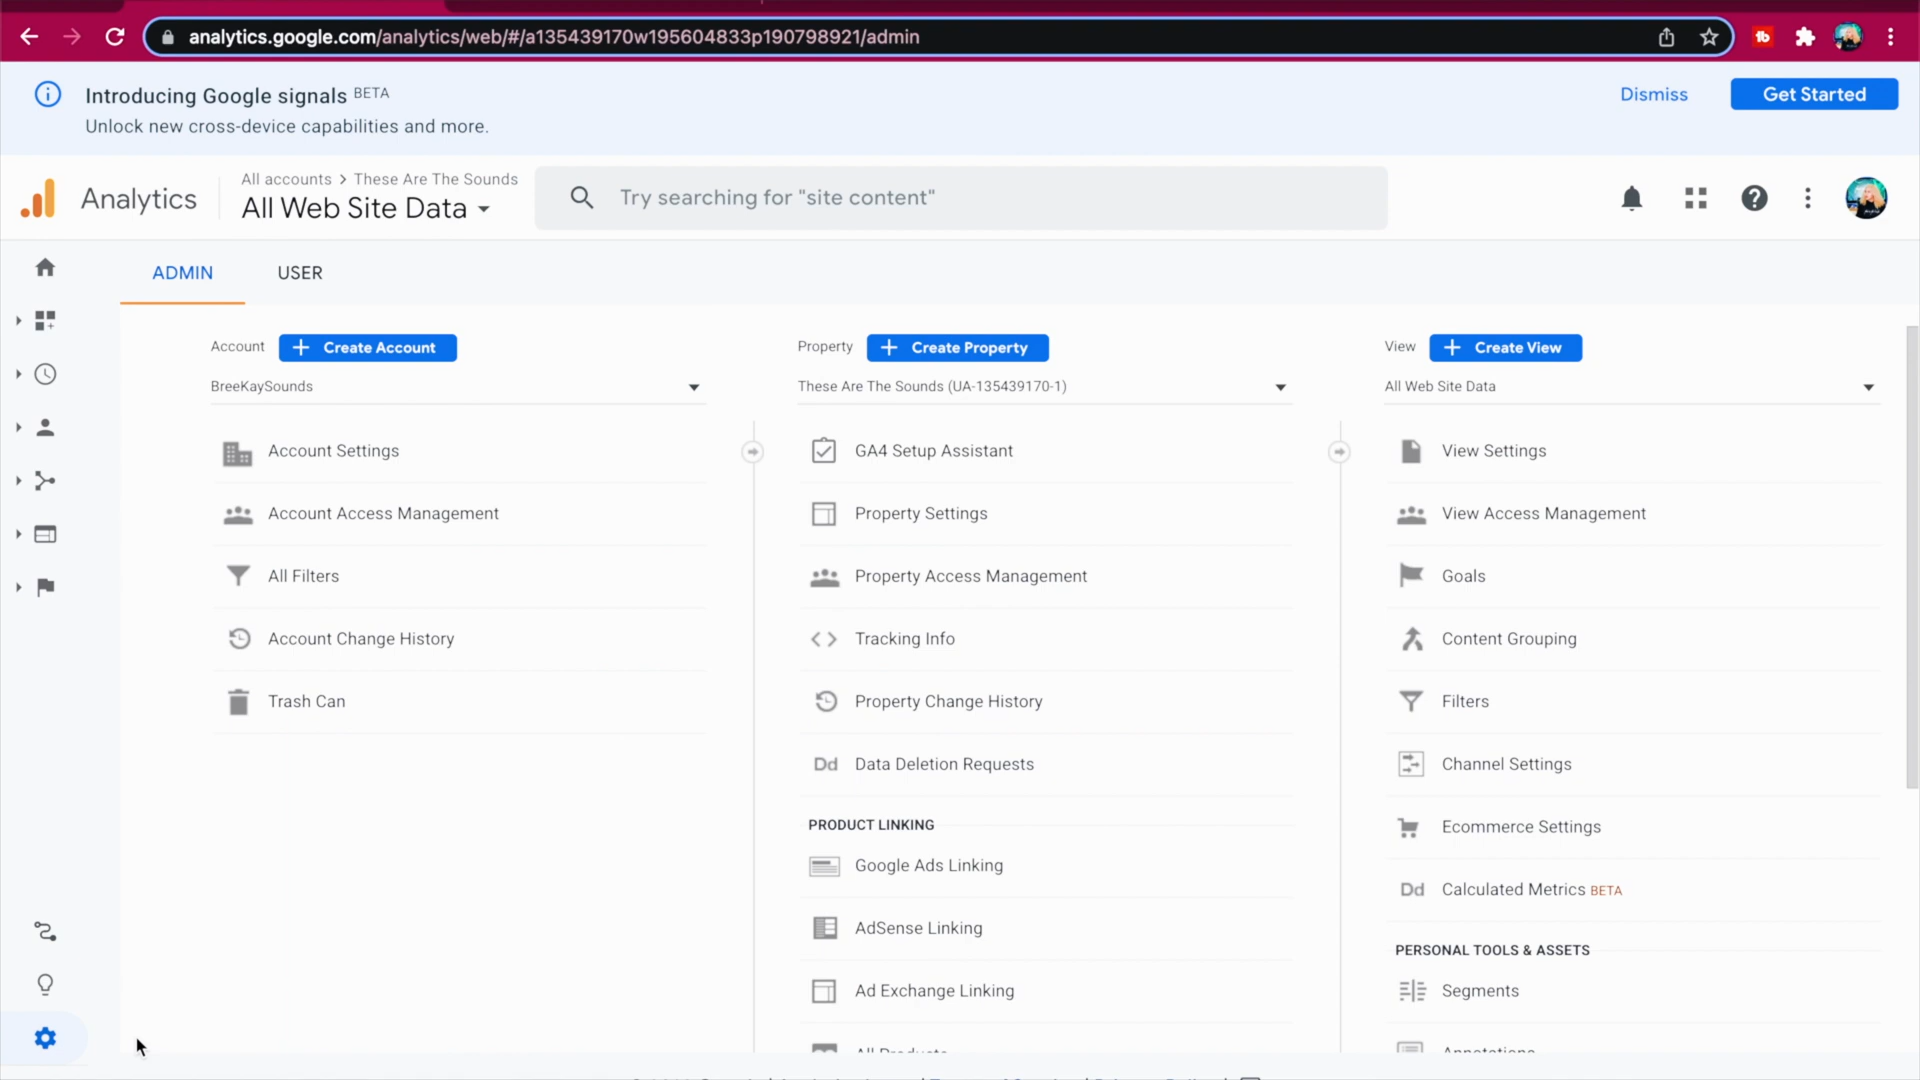 analytics.google.com/analytics/web/#/a135439170w195604833p190798921/admin
Introducing Google signals BETA
Unlock new cross-device capabilities and more.
Dismiss
Get Started
Analytics
All accounts > These Are The Sounds
All Web Site Data
Try searching for "site content"
ADMIN
USER
Account
Create Account
BreeKaySounds
Account Settings
Account Access Management
All Filters
Account Change History
Trash Can
Property
Create Property
These Are The Sounds (UA-135439170-1)
GA4 Setup Assistant
Property Settings
Property Access Management
Tracking Info
Property Change History
Dd Data Deletion Requests
PRODUCT LINKING
Google Ads Linking
AdSense Linking
Ad Exchange Linking
All Products
View
Create View
All Web Site Data
View Settings
View Access Management
Goals
Content Grouping
Filters
Channel Settings
Ecommerce Settings
Dd Calculated Metrics BETA
PERSONAL TOOLS & ASSETS
Segments
Annotations